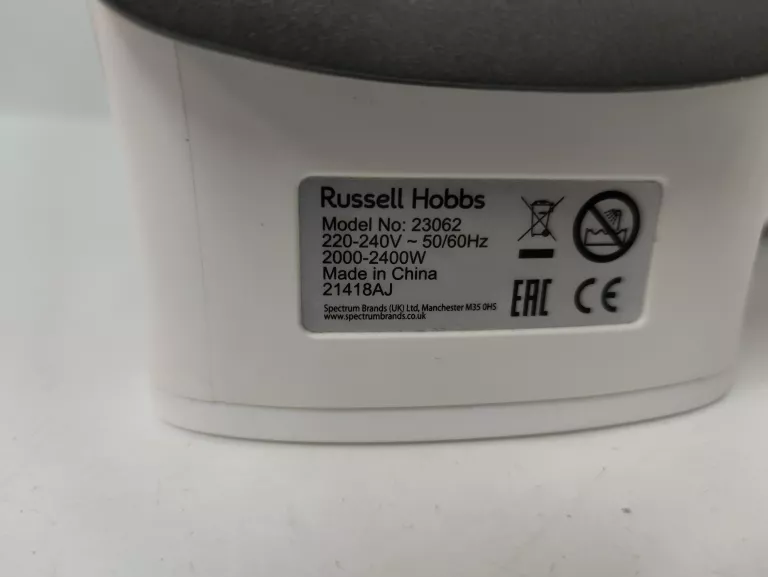 Russell Hobbs
Model No: 23062
220-240V ~ 50/60Hz
2000-2400W
Made in China
21418AJ
Spectrum Brands (UK) Ltd, Manchester M35 0HS
www.spectrumbrands.co.uk
EAC CE